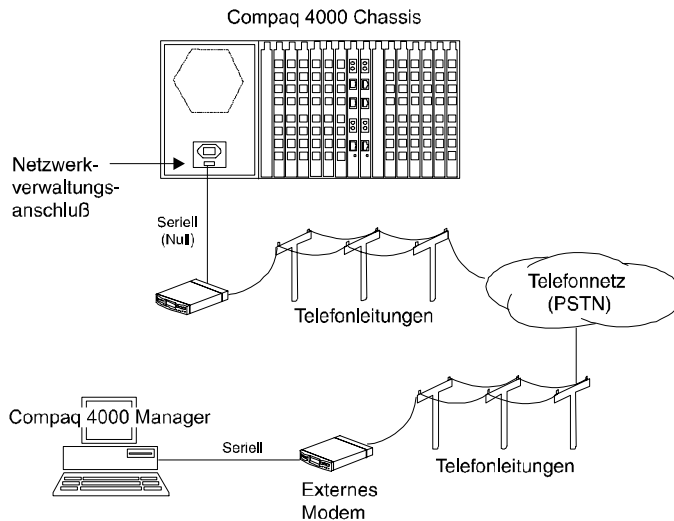 Compaq 4000 Chassis
Netzwerk-
verwaltungs-
anschluß
Seriell
(Null)
Telefonleitungen
Telefonnetz
(PSTN)
Compaq 4000 Manager
Seriell
Externes
Modem
Telefonleitungen